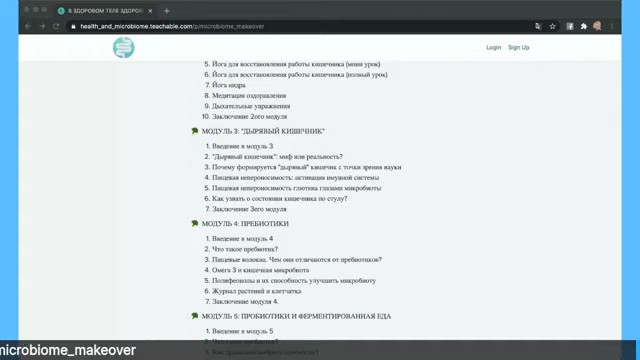 В ЗДОРОВОМ ТЕЛЕ ЗДОРОВ
health_and_microbiome.teachable.com/p/microbiome_makeover
Login Sign Up
5. Йога для восстановления работы кишечника (мини урок)
6. Йога для восстановления работы кишечника (полный урок)
7. Йога нидра
8. Медитация оздоровления
9. Дыхательные упражнения
10. Заключение 2ого модуля
МОДУЛЬ 3: "ДЫРЯВЫЙ КИШЕЧНИК"
1. Введение в модуль 3
2. "Дырявый кишечник": миф или реальность?
3. Почему формируется "дырявый" кишечник с точки зрения науки
4. Пищевая непереносимость: активация имунной системы
5. Пищевая непереносимость глютена глазами микробиоты
6. Как узнать о состоянии кишечника по стулу?
7. Заключение 3его модуля
МОДУЛЬ 4: ПРЕБИОТИКИ
1. Введение в модуль 4
2. Что такое пребиотик?
3. Пищевые волокна. Чем они отличаются от пребиотиков?
4. Омега 3 и кишечная микробиота
5. Полифенолы и их способность улучшить микробиоту
6. Журнал растений и клетчатка
7. Заключение модуля 4.
МОДУЛЬ 5: ПРОБИОТИКИ И ФЕРМЕНТИРОВАННАЯ ЕДА
1. Введение в модуль 5
microbiome_makeover